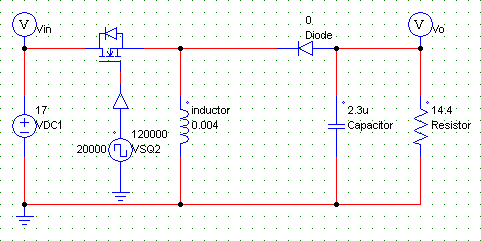 V
Vin
V
Vo
0
Diode
17
VDC1
120000
20000
VSQ2
inductor
0.004
2.3u
Capacitor
14.4
Resistor